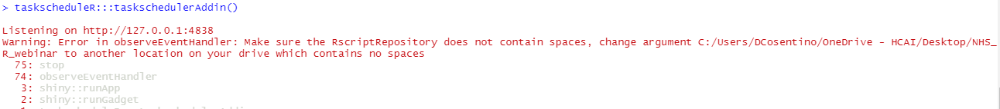 > taskscheduleR:::taskschedulerAddin()
Listening on http://127.0.0.1:4838
Warning: Error in observeEventHandler: Make sure the RscriptRepository does not contain spaces, change argument C:/Users/DCosentino/OneDrive - HCAI/Desktop/NHS_
R_webinar to another location on your drive which contains no spaces
75: stop
74: observeEventHandler
3: shiny::runApp
2: shiny::runGadget